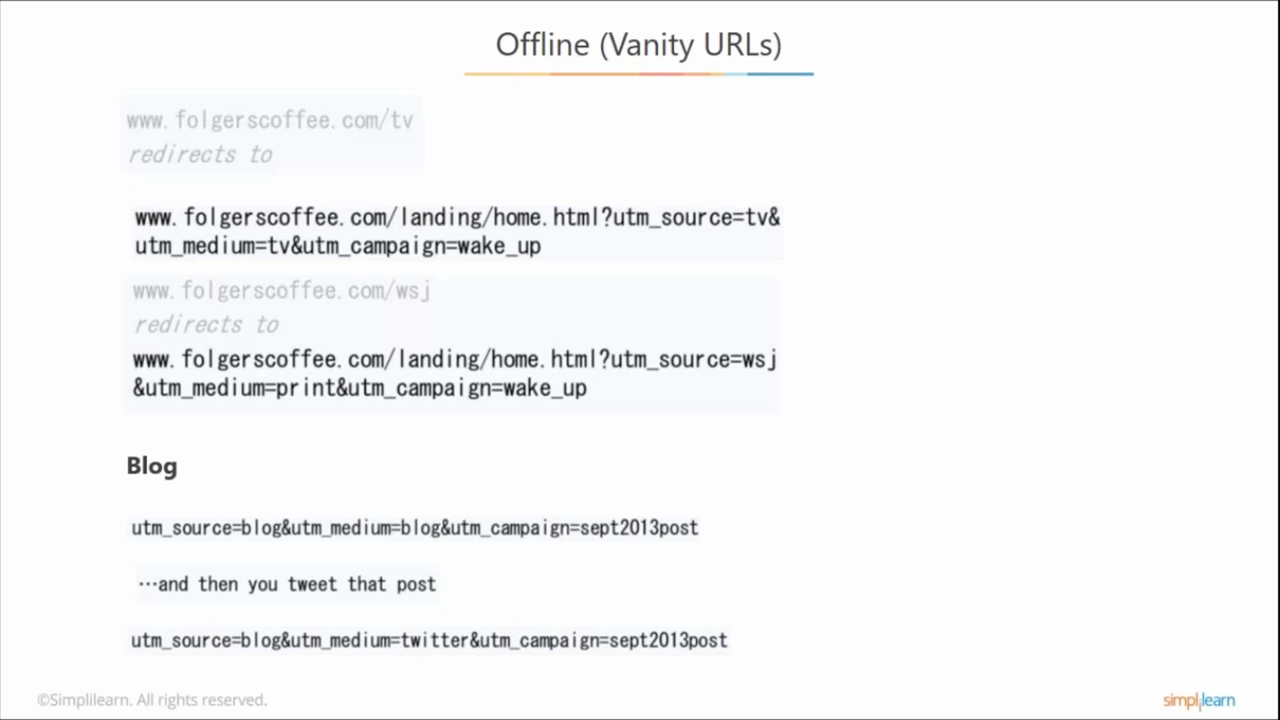 Offline (Vanity URLs)
www.folgerscoffee.com/tv
redirects to
www.folgerscoffee.com/landing/home.html?utm_source=tv&
utm_medium=tv&utm_campaign=wake_up
www.folgerscoffee.com/wsj
redirects to
www.folgerscoffee.com/landing/home.html?utm_source=wsj
&utm_medium=print&utm_campaign=wake_up
Blog
utm_source=blog&utm_medium=blog&utm_campaign=sept2013post
…and then you tweet that post
utm_source=blog&utm_medium=twitter&utm_campaign=sept2013post
©Simplilearn. All rights reserved.
simplilearn